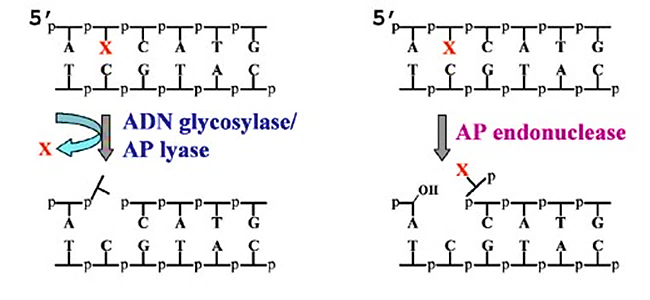 5' 5'
p p p p p p p p p p p p
A X C A T G A X C A T G
T C G T A C T C G T A C
p p p p p p p p p p p p
ADN glycosylase/
AP lyase
X
AP endonuclease
X p
OH
p p p p p p p p p p p
A C A T G A C A T G
T C G T A C T C G T A C
p p p p p p p p p p p p